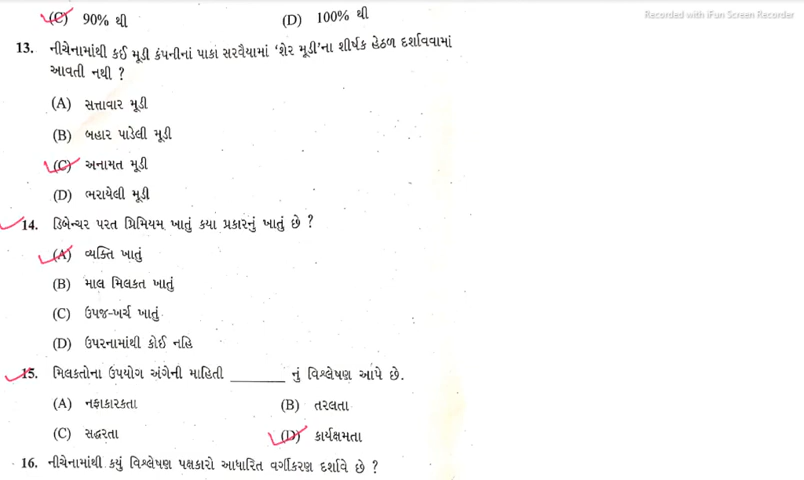 (C) 90% થી (D) 100% થી
Recorded with iFun Screen Recorder
13. નીચેનામાંથી કઈ મૂડી કંપનીનાં પાકાં સરવૈયામાં ‘શેર મૂડી’ના શીર્ષક હેઠળ દર્શાવવામાં
આવતી નથી ?
(A) સત્તાવાર મૂડી
(B) બહાર પાડેલી મૂડી
(C) અનામત મૂડી
(D) ભરાયેલી મૂડી
14. ડિબેન્ચર પરત પ્રિમિયમ ખાતું કયા પ્રકારનું ખાતું છે ?
(A) વ્યક્તિ ખાતું
(B) માલ મિલકત ખાતું
(C) ઉપજ-ખર્ચ ખાતું
(D) ઉપરનામાંથી કોઈ નહિ
15. મિલકતોના ઉપયોગ અંગેની માહિતી ________ નું વિશ્લેષણ આપે છે.
(A) નફાકારકતા (B) તરલતા
(C) સદ્ધરતા (D) કાર્યક્ષમતા
16. નીચેનામાંથી કયું વિશ્લેષણ પક્ષકારો આધારિત વર્ગીકરણ દર્શાવે છે ?